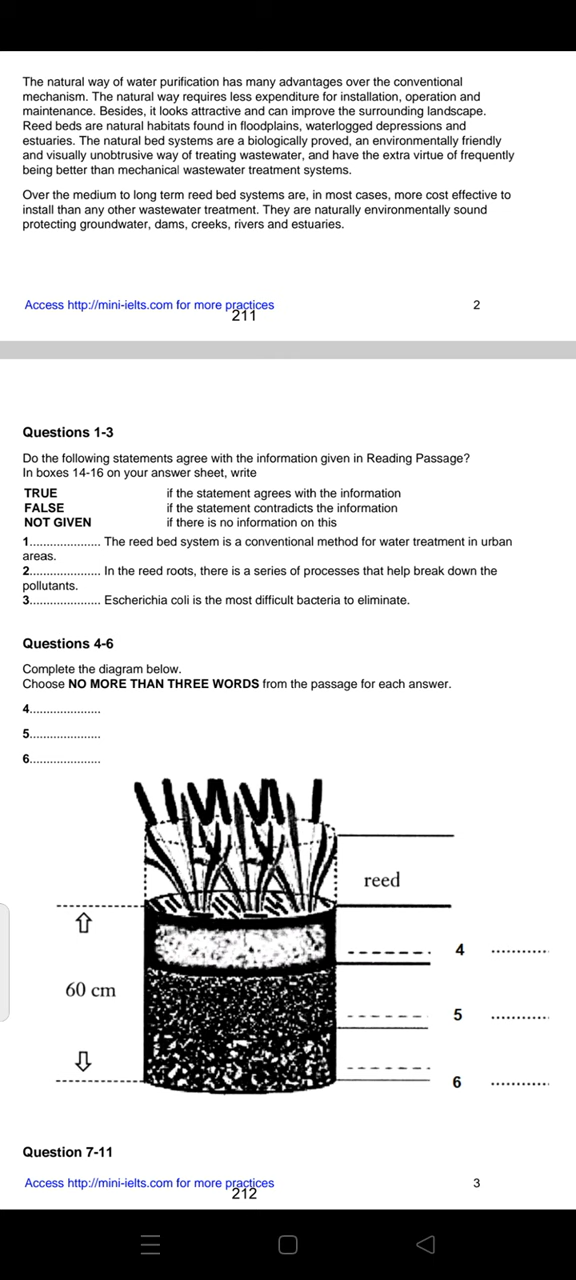 The natural way of water purification has many advantages over the conventional
mechanism. The natural way requires less expenditure for installation, operation and
maintenance. Besides, it looks attractive and can improve the surrounding landscape.
Reed beds are natural habitats found in floodplains, waterlogged depressions and
estuaries. The natural bed systems are a biologically proved, an environmentally friendly
and visually unobtrusive way of treating wastewater, and have the extra virtue of frequently
being better than mechanical wastewater treatment systems.
Over the medium to long term reed bed systems are, in most cases, more cost effective to
install than any other wastewater treatment. They are naturally environmentally sound
protecting groundwater, dams, creeks, rivers and estuaries.
Access http://mini-ielts.com for more practices 2
211
Questions 1-3
Do the following statements agree with the information given in Reading Passage?
In boxes 14-16 on your answer sheet, write
TRUE if the statement agrees with the information
FALSE if the statement contradicts the information
NOT GIVEN if there is no information on this
1..................... The reed bed system is a conventional method for water treatment in urban
areas.
2..................... In the reed roots, there is a series of processes that help break down the
pollutants.
3..................... Escherichia coli is the most difficult bacteria to eliminate.
Questions 4-6
Complete the diagram below.
Choose NO MORE THAN THREE WORDS from the passage for each answer.
4.....................
5.....................
6.....................
reed
4 ...............
60 cm
5 ...............
6 ...............
Question 7-11
Access http://mini-ielts.com for more practices 3
212